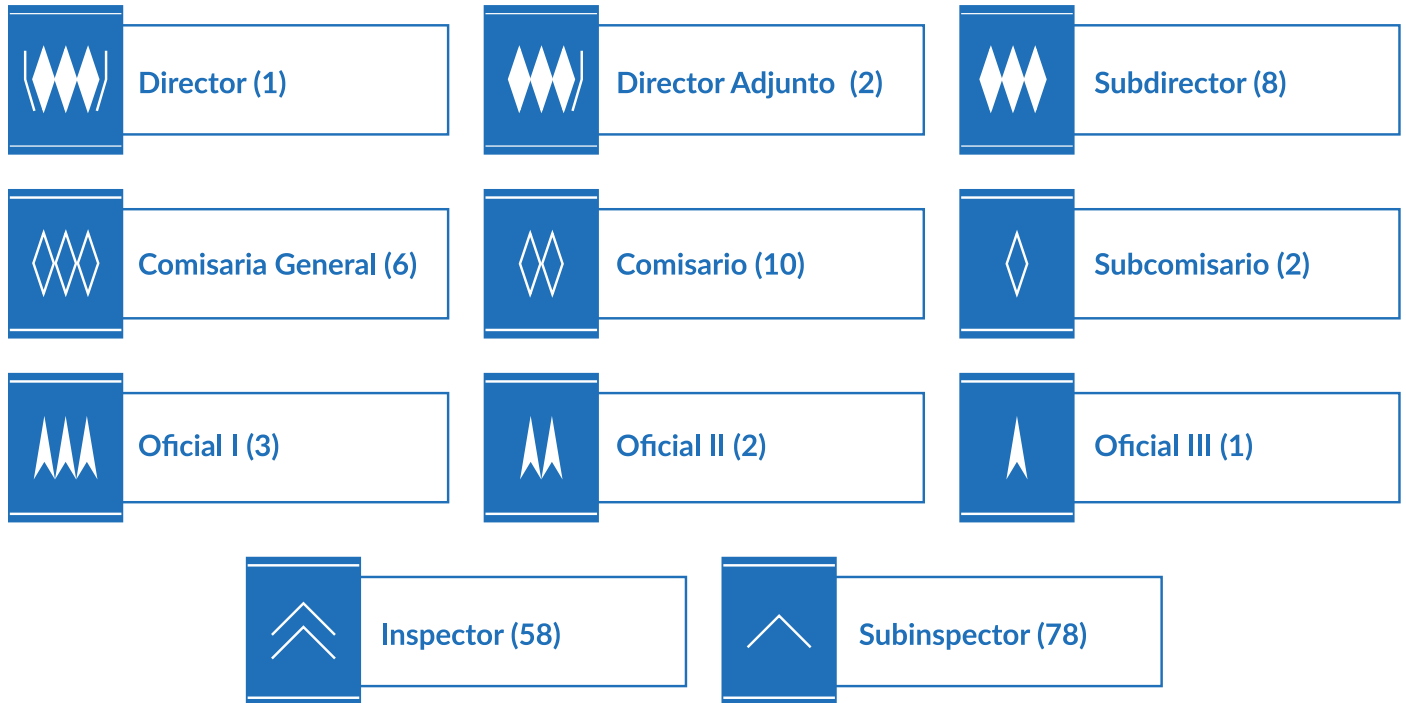 Director (1)
Director Adjunto (2)
Subdirector (8)
Comisaria General (6)
Comisario (10)
Subcomisario (2)
Oficial I (3)
Oficial II (2)
Oficial III (1)
Inspector (58)
Subinspector (78)